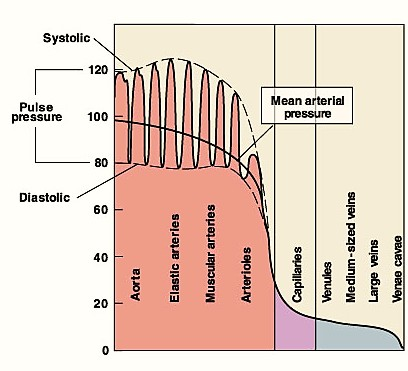 Systolic
120
Pulse
pressure
100
Mean arterial
pressure
80
Diastolic
60
40
20
0
Aorta
Elastic arteries
Muscular arteries
Arterioles
Capillaries
Venules
Medium-sized veins
Large veins
Venae cavae